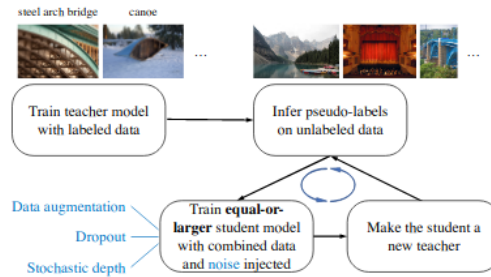 steel arch bridge canoe
...
...
Train teacher model
with labeled data
Infer pseudo-labels
on unlabeled data
Data augmentation
Dropout
Stochastic depth
Train equal-or-
larger student model
with combined data
and noise injected
Make the student a
new teacher